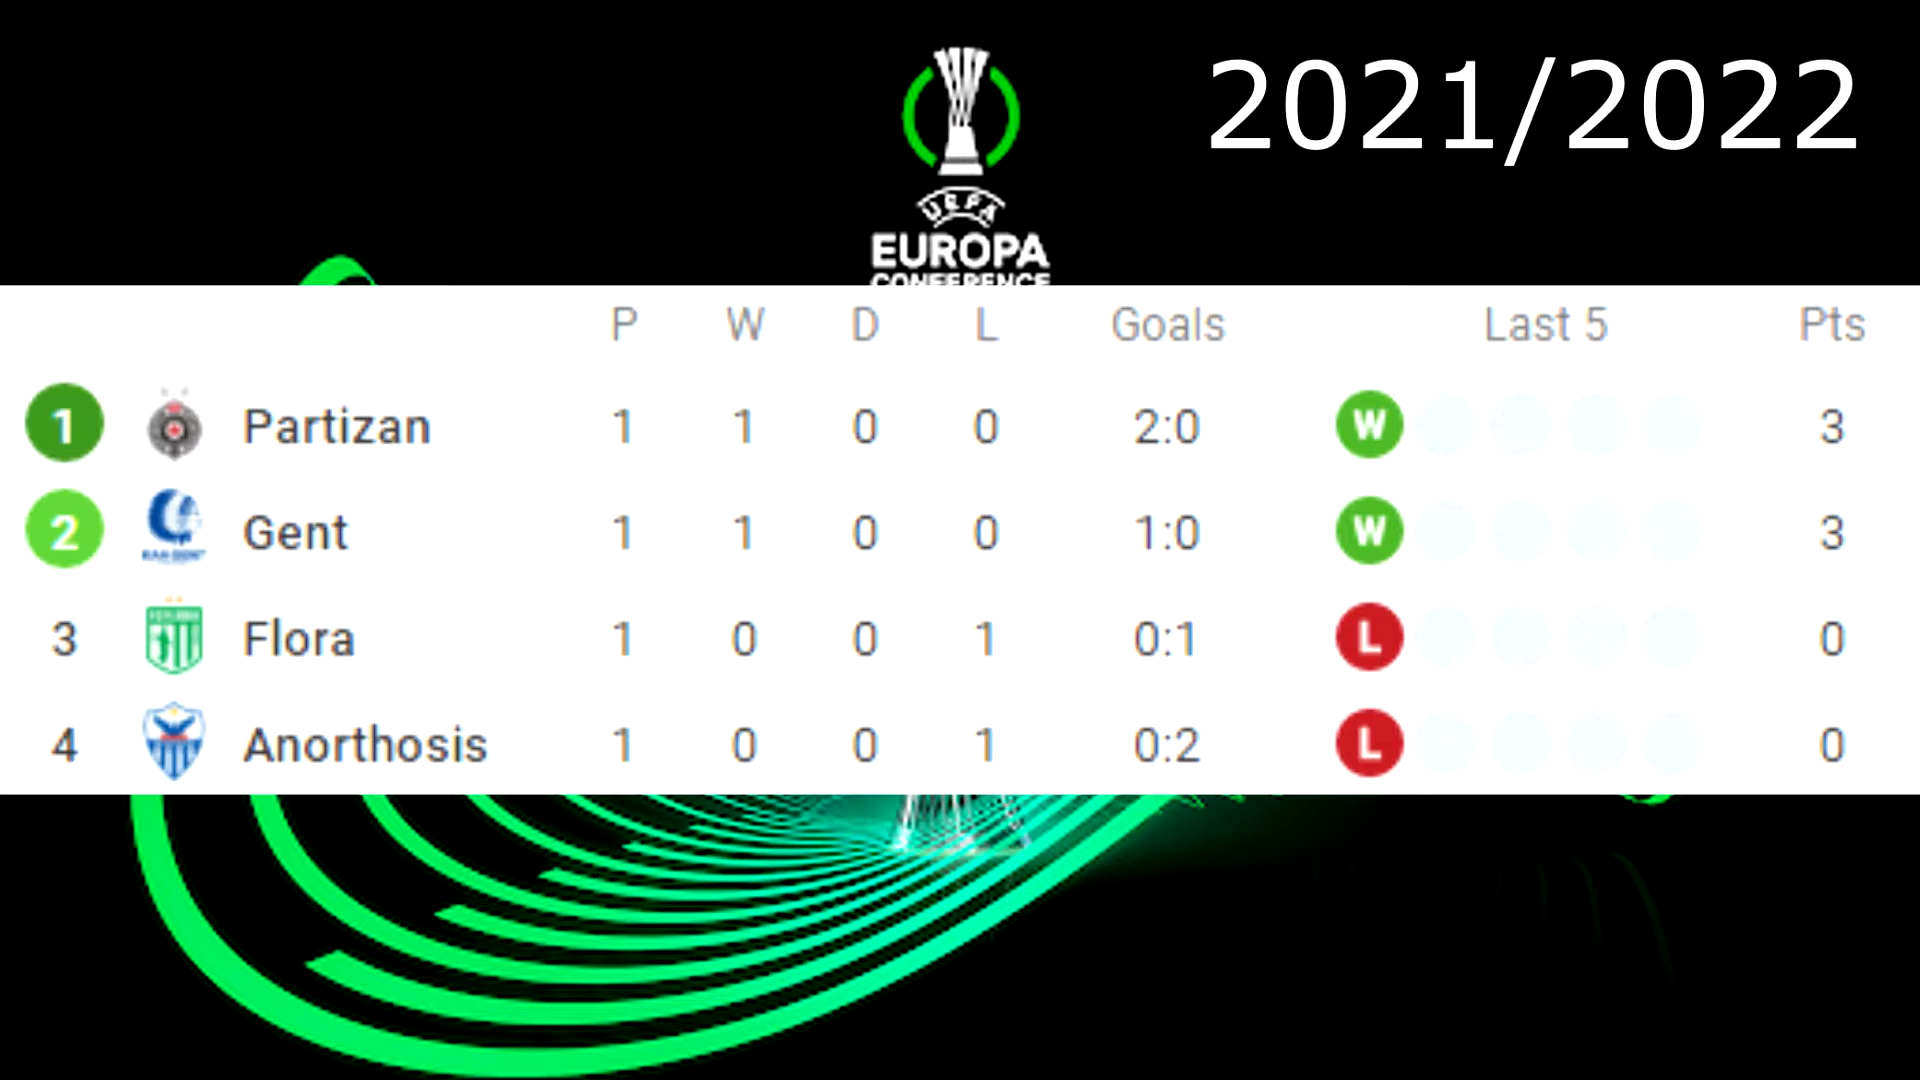 2021/2022
UEFA
EUROPA
CONFERENCE
P W D L Goals Last 5 Pts
1 Partizan 1 1 0 0 2:0 W 3
2 Gent 1 1 0 0 1:0 W 3
3 Flora 1 0 0 1 0:1 L 0
4 Anorthosis 1 0 0 1 0:2 L 0